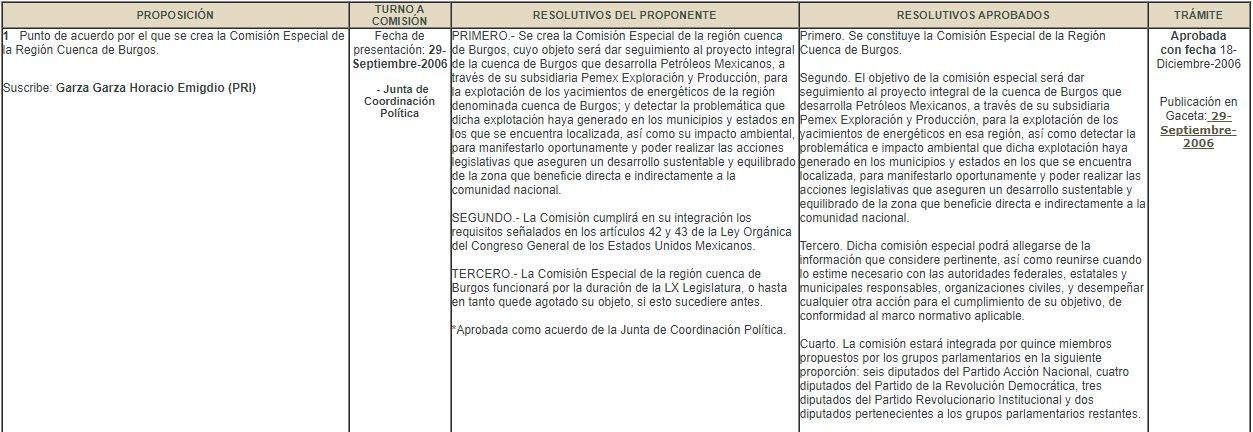 PROPOSICIÓN
TURNO A
COMISIÓN
RESOLUTIVOS DEL PROPONENTE
RESOLUTIVOS APROBADOS
TRÁMITE
1 Punto de acuerdo por el que se crea la Comisión Especial de
la Región Cuenca de Burgos.
Suscribe: Garza Garza Horacio Emigdio (PRI)
Fecha de
presentación: 29-
Septiembre-2006
- Junta de
Coordinación
Política
PRIMERO.- Se crea la Comisión Especial de la región cuenca
de Burgos, cuyo objeto será dar seguimiento al proyecto integral
de la cuenca de Burgos que desarrolla Petróleos Mexicanos, a
través de su subsidiaria Pemex Exploración y Producción, para
la explotación de los yacimientos de energéticos de la región
denominada cuenca de Burgos; y detectar la problemática que
dicha explotación haya generado en los municipios y estados en
los que se encuentra localizada, así como su impacto ambiental,
para manifestarlo oportunamente y poder realizar las acciones
legislativas que aseguren un desarrollo sustentable y equilibrado
de la zona que beneficie directa e indirectamente a la
comunidad nacional.
SEGUNDO.- La Comisión cumplirá en su integración los
requisitos señalados en los artículos 42 y 43 de la Ley Orgánica
del Congreso General de los Estados Unidos Mexicanos.
TERCERO.- La Comisión Especial de la región cuenca de
Burgos funcionará por la duración de la LX Legislatura, o hasta
en tanto quede agotado su objeto, si esto sucediere antes.
*Aprobada como acuerdo de la Junta de Coordinación Política.
Primero. Se constituye la Comisión Especial de la Región
Cuenca de Burgos.
Segundo. El objetivo de la comisión especial será dar
seguimiento al proyecto integral de la cuenca de Burgos que
desarrolla Petróleos Mexicanos, a través de su subsidiaria
Pemex Exploración y Producción, para la explotación de los
yacimientos de energéticos en esa región, así como detectar la
problemática e impacto ambiental que dicha explotación haya
generado en los municipios y estados en los que se encuentra
localizada, para manifestarlo oportunamente y poder realizar las
acciones legislativas que aseguren un desarrollo sustentable y
equilibrado de la zona que beneficie directa e indirectamente a la
comunidad nacional.
Tercero. Dicha comisión especial podrá allegarse de la
información que considere pertinente, así como reunirse cuando
lo estime necesario con las autoridades federales, estatales y
municipales responsables, organizaciones civiles, y desempeñar
cualquier otra acción para el cumplimiento de su objetivo, de
conformidad al marco normativo aplicable.
Cuarto. La comisión estará integrada por quince miembros
propuestos por los grupos parlamentarios en la siguiente
proporción: seis diputados del Partido Acción Nacional, cuatro
diputados del Partido de la Revolución Democrática, tres
diputados del Partido Revolucionario Institucional y dos
diputados pertenecientes a los grupos parlamentarios restantes.
Aprobada
con fecha 18-
Diciembre-2006
Publicación en
Gaceta: 29-
Septiembre-
2006